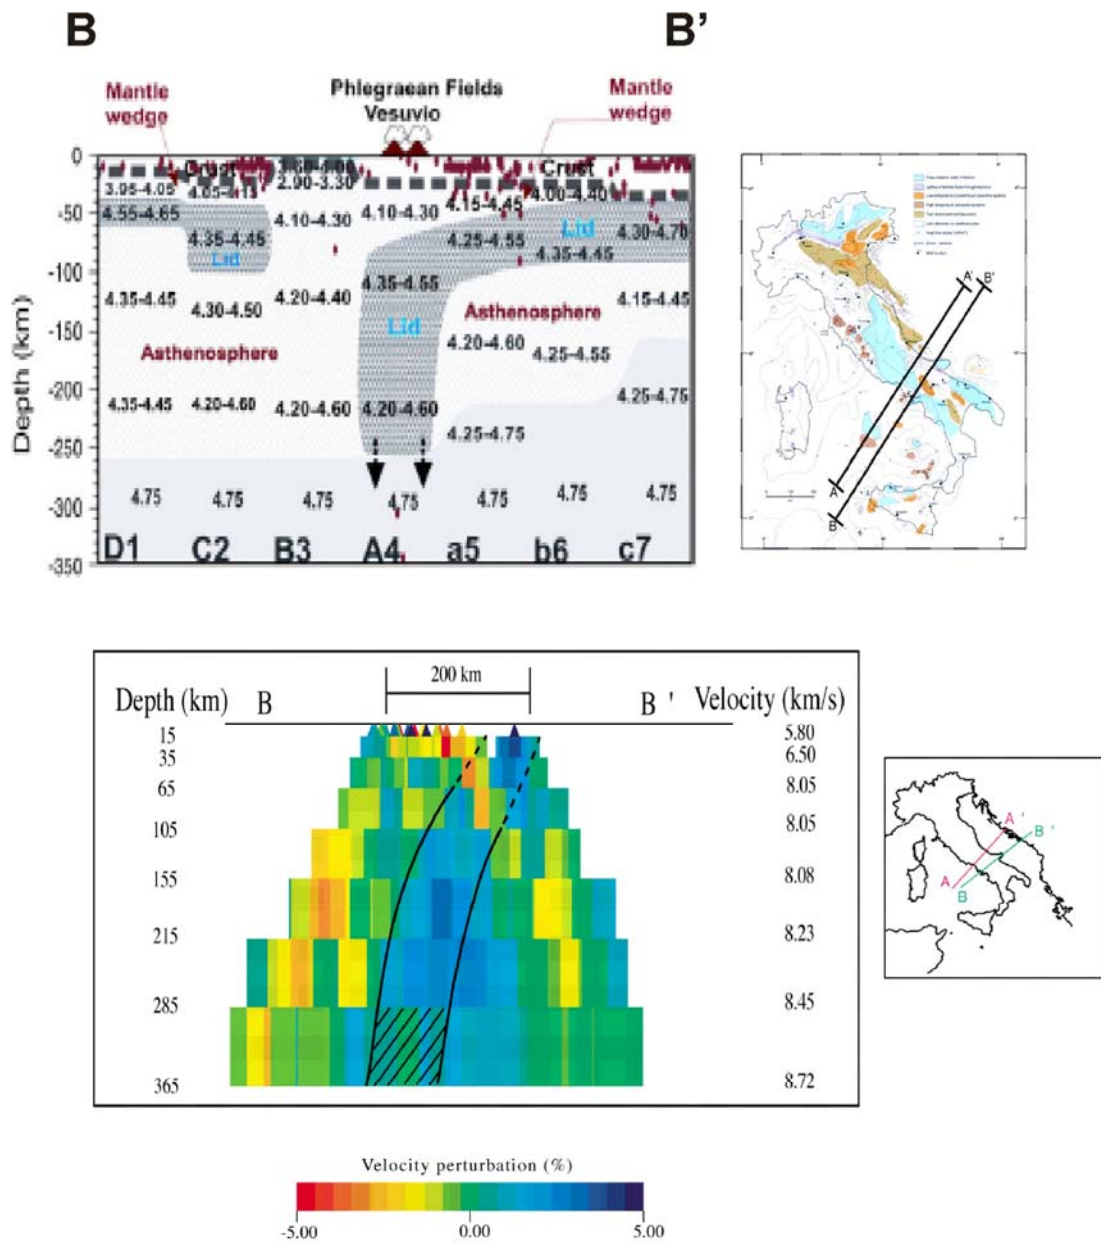 B B'
Mantle wedge
Phlegraean Fields
Vesuvio
Mantle wedge
0
-50
-100
-150
-200
-250
-300
-350
Depth (km)
Crust Crust
3.95-4.05 4.05-4.15 2.90-3.30 4.00-4.40
4.55-4.65 4.10-4.30 4.10-4.30 4.15-4.45
4.35-4.45 4.25-4.55 Lid 4.30-4.70
Lid 4.35-4.45
4.35-4.45 4.30-4.50 4.20-4.40 4.35-4.55 4.15-4.45
Lid Asthenosphere
Asthenosphere 4.20-4.60 4.25-4.55
4.35-4.45 4.20-4.60 4.20-4.60 4.20-4.60 4.25-4.75
4.25-4.75
4.75 4.75 4.75 4.75 4.75 4.75 4.75
D1 C2 B3 A4 a5 b6 c7
A' B'
A
B
200 km
Depth (km) B B ' Velocity (km/s)
15 5.80
35 6.50
65 8.05
105 8.05
155 8.08
215 8.23
285 8.45
365 8.72
A '
B '
A
B
Velocity perturbation (%)
-5.00 0.00 5.00